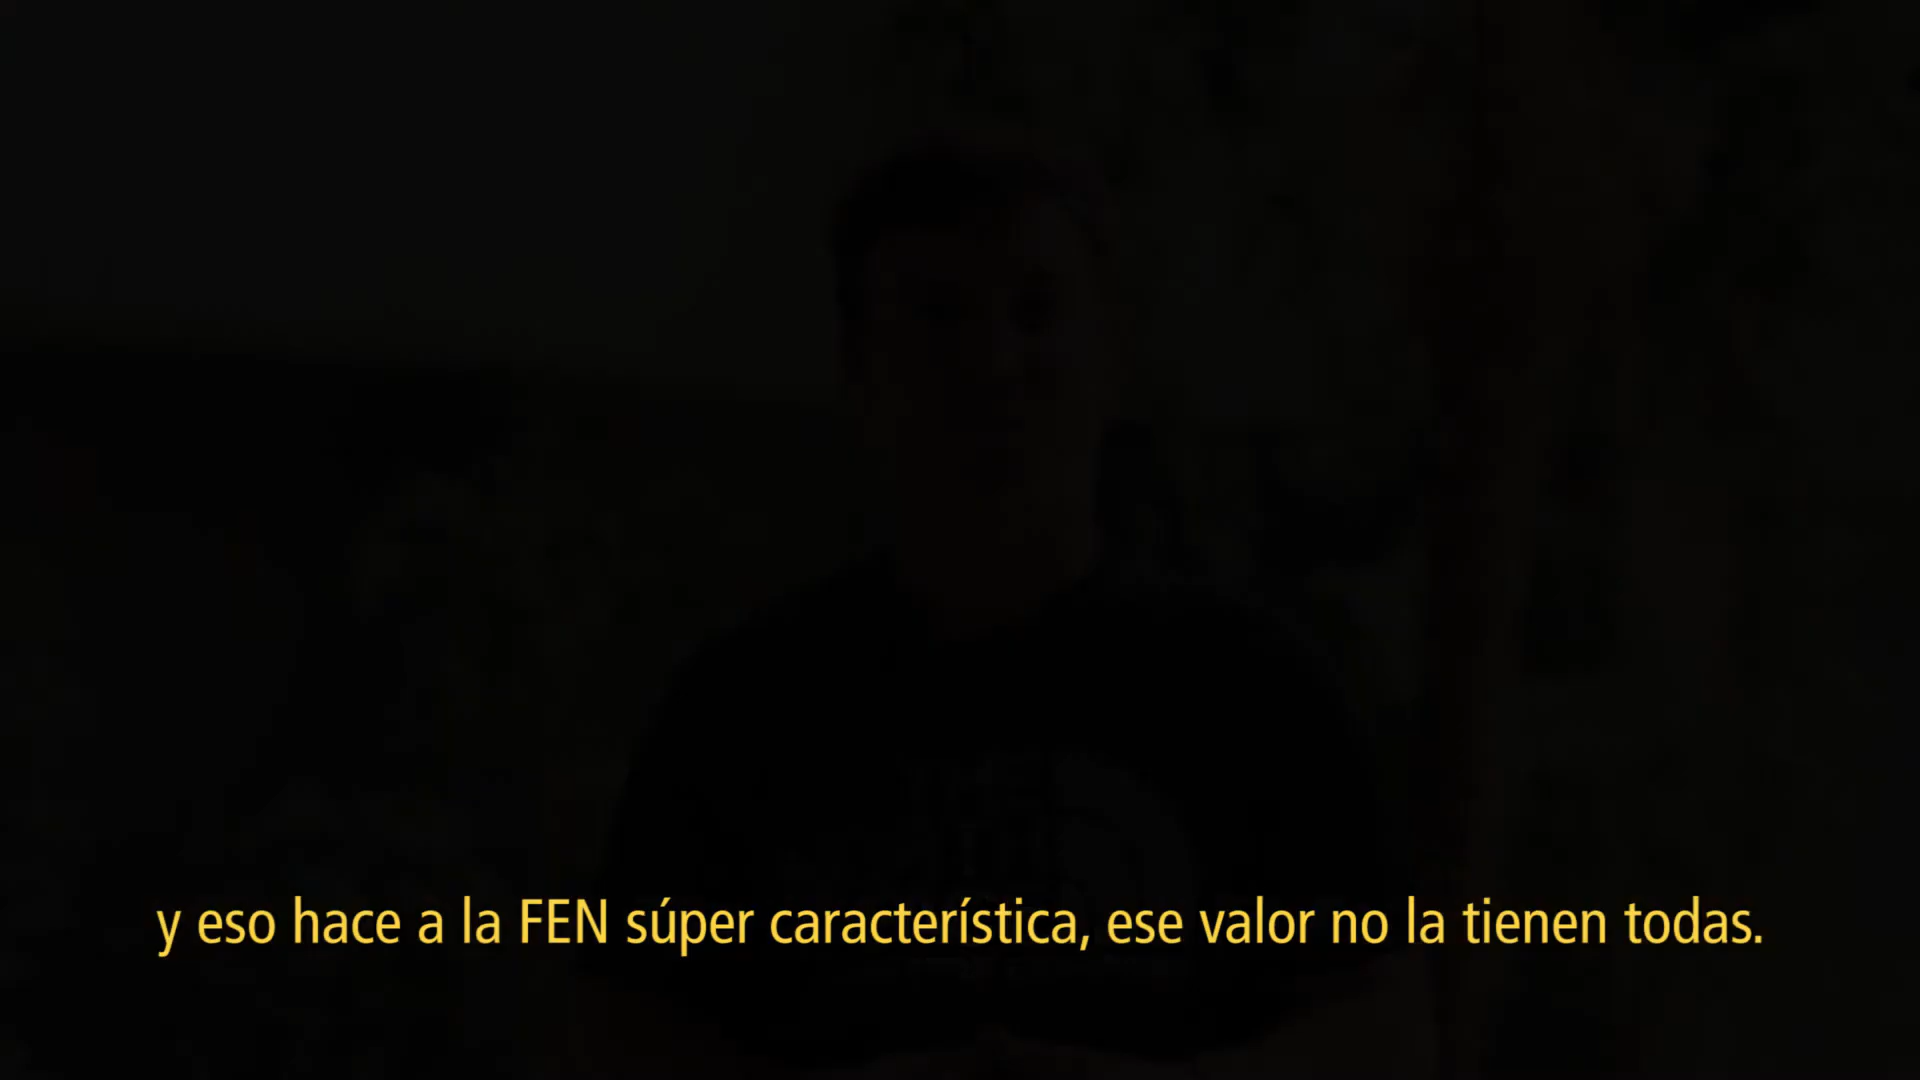 y eso hace a la FEN súper característica, ese valor no la tienen todas.